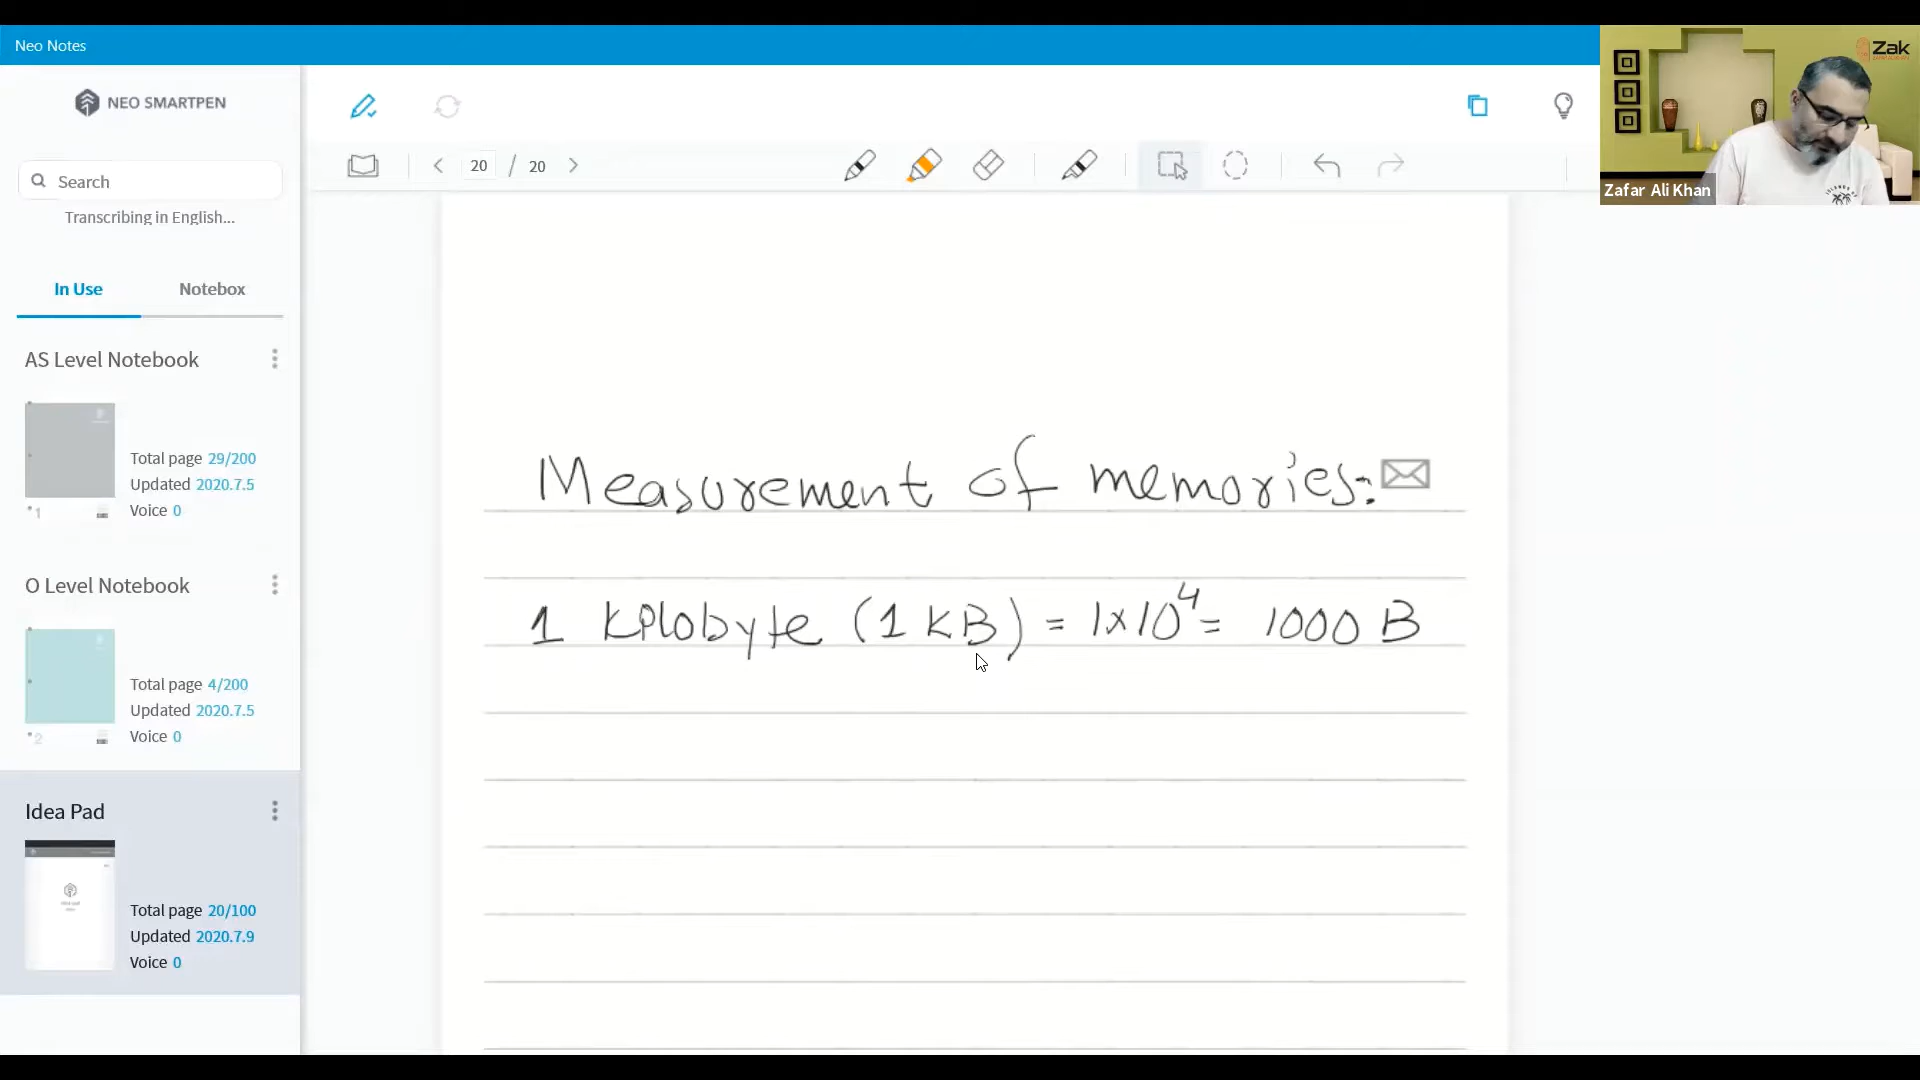 Neo Notes
Zak
NEO SMARTPEN
20 / 20
Search
Transcribing in English...
Zafar Ali Khan
In Use Notebox
AS Level Notebook
Total page 29/200
Updated 2020.7.5
Voice 0
1
O Level Notebook
Total page 4/200
Updated 2020.7.5
Voice 0
2
Idea Pad
Total page 20/100
Updated 2020.7.9
Voice 0
Measurement of memories:
1 kilobyte (1 KB) = 1x10⁴ = 1000 B